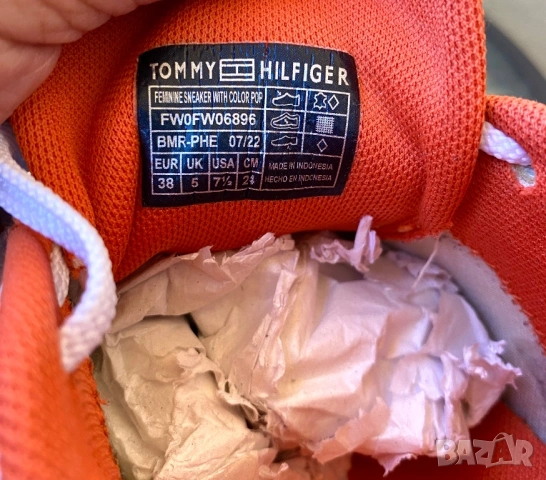 TOMMY HILFIGER
FEMININE SNEAKER WITH COLOR POP
FW0FW06896
BMR-PHE 07/22
EUR UK USA CM
38 5 7½
MADE IN INDONESIA
HECHO EN INDONESIA
BAZAR